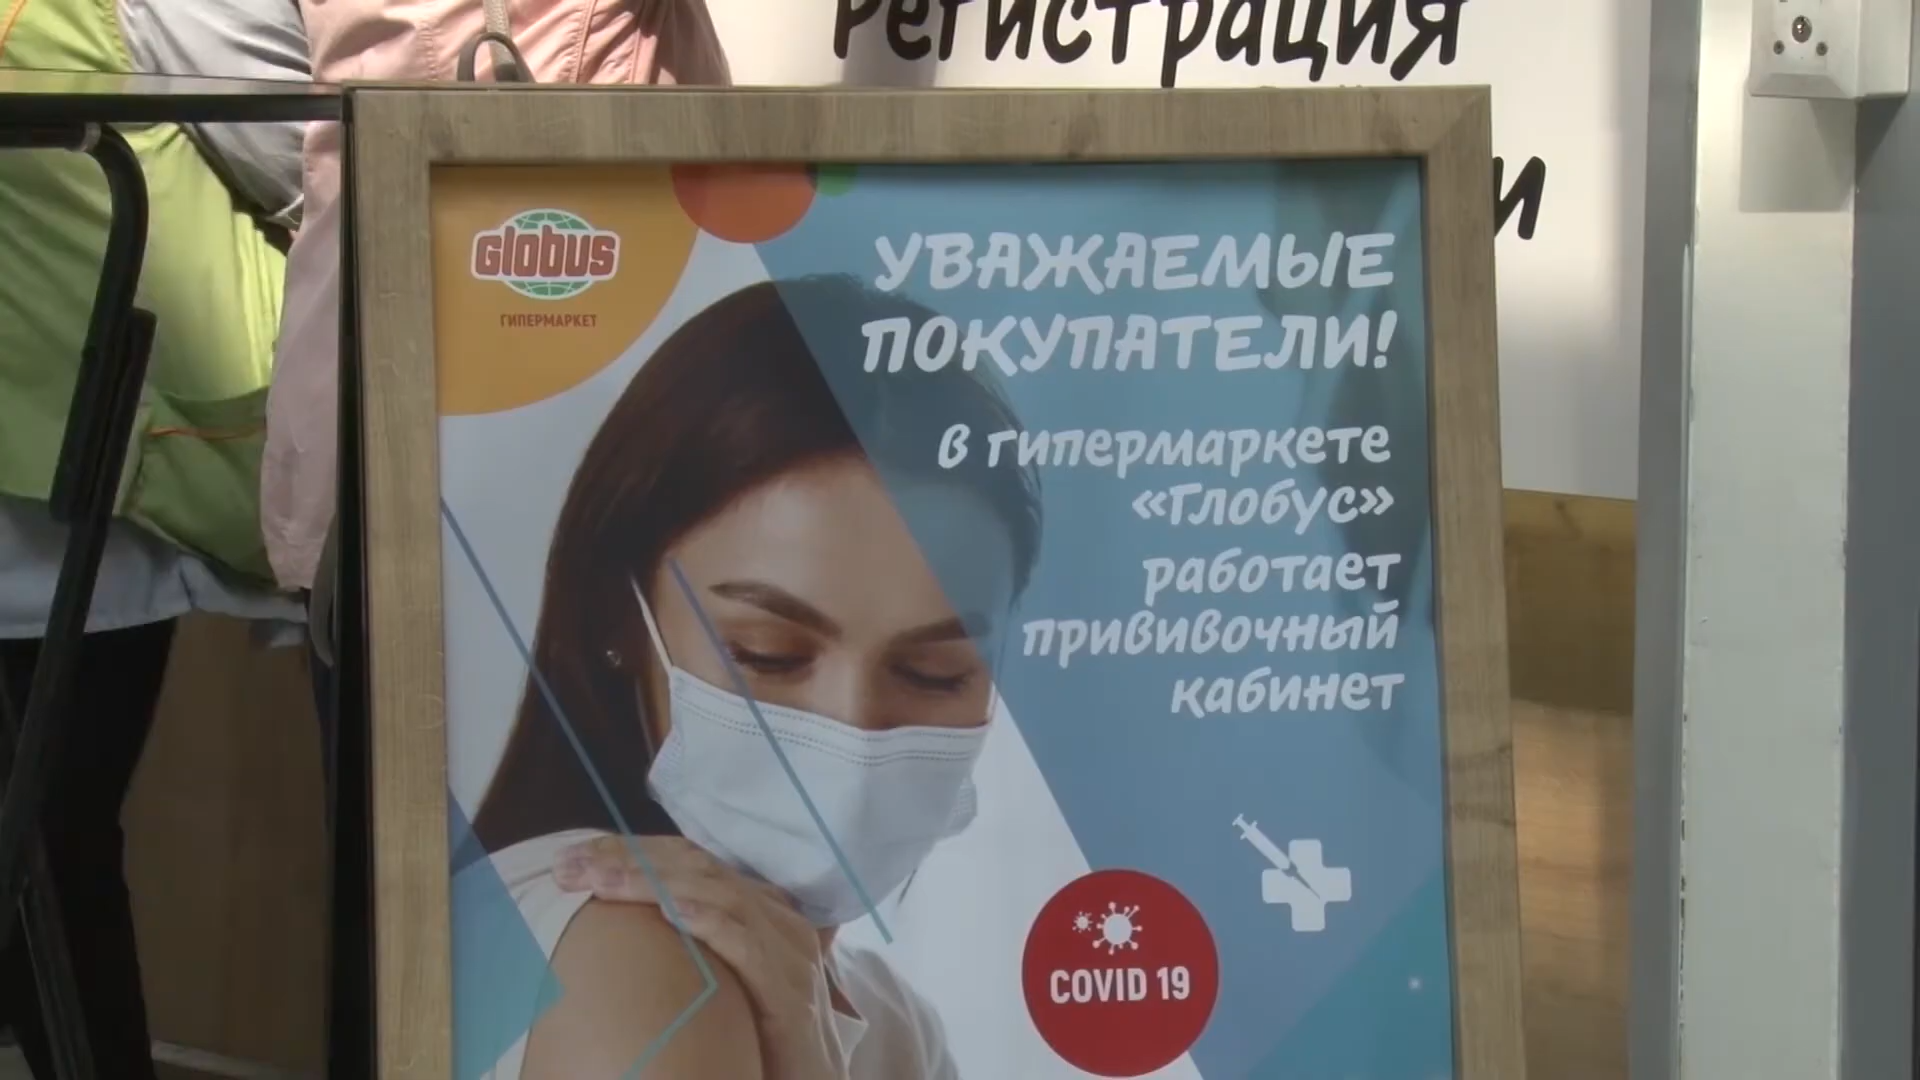 Регистрация
и
GLOBUS
ГИПЕРМАРКЕТ
УВАЖАЕМЫЕ
ПОКУПАТЕЛИ!
в гипермаркете
«Глобус»
работает
прививочный
кабинет
COVID 19